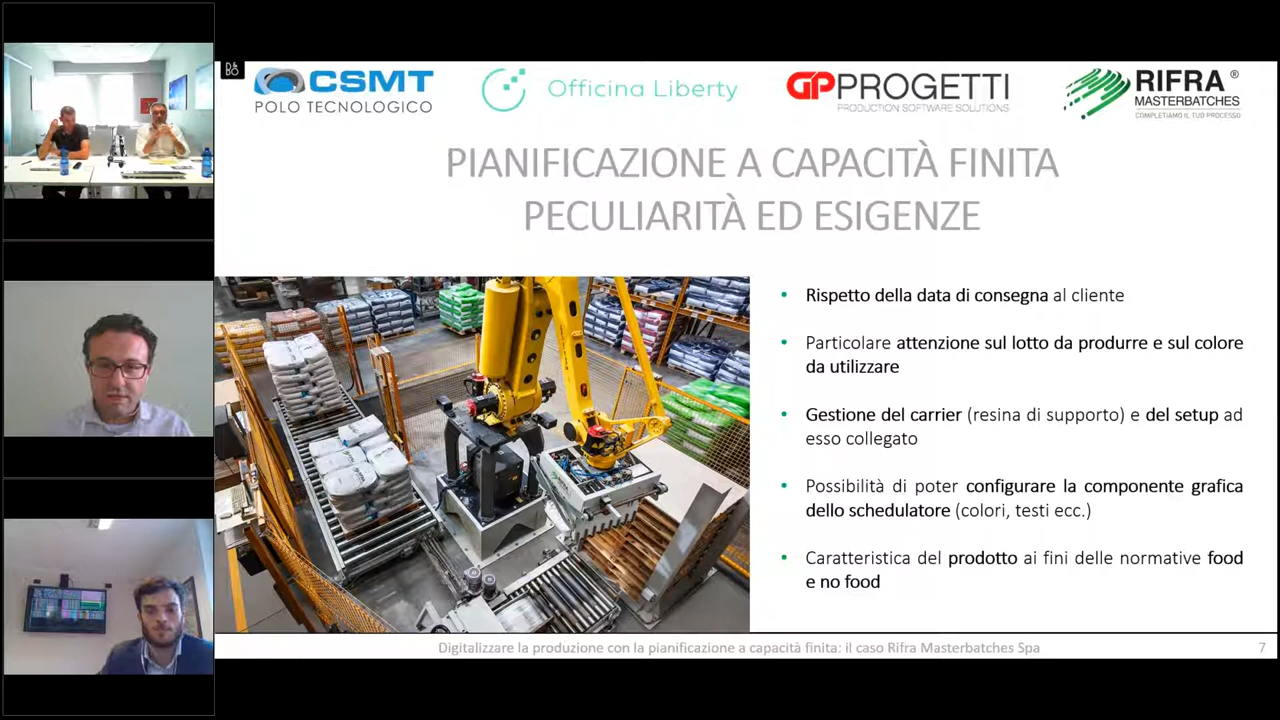 D&BO
CSMT
POLO TECNOLOGICO
Officina Liberty
GPPROGETTI
PRODUCTION SOFTWARE SOLUTIONS
RIFRA®
MASTERBATCHES
COMPLETIAMO IL TUO PROCESSO
PIANIFICAZIONE A CAPACITÀ FINITA
PECULIARITÀ ED ESIGENZE
• Rispetto della data di consegna al cliente
• Particolare attenzione sul lotto da produrre e sul colore
da utilizzare
• Gestione del carrier (resina di supporto) e del setup ad
esso collegato
• Possibilità di poter configurare la componente grafica
dello schedulatore (colori, testi ecc.)
• Caratteristica del prodotto ai fini delle normative food
e no food
Digitalizzare la produzione con la pianificazione a capacità finita: il caso Rifra Masterbatches Spa
7